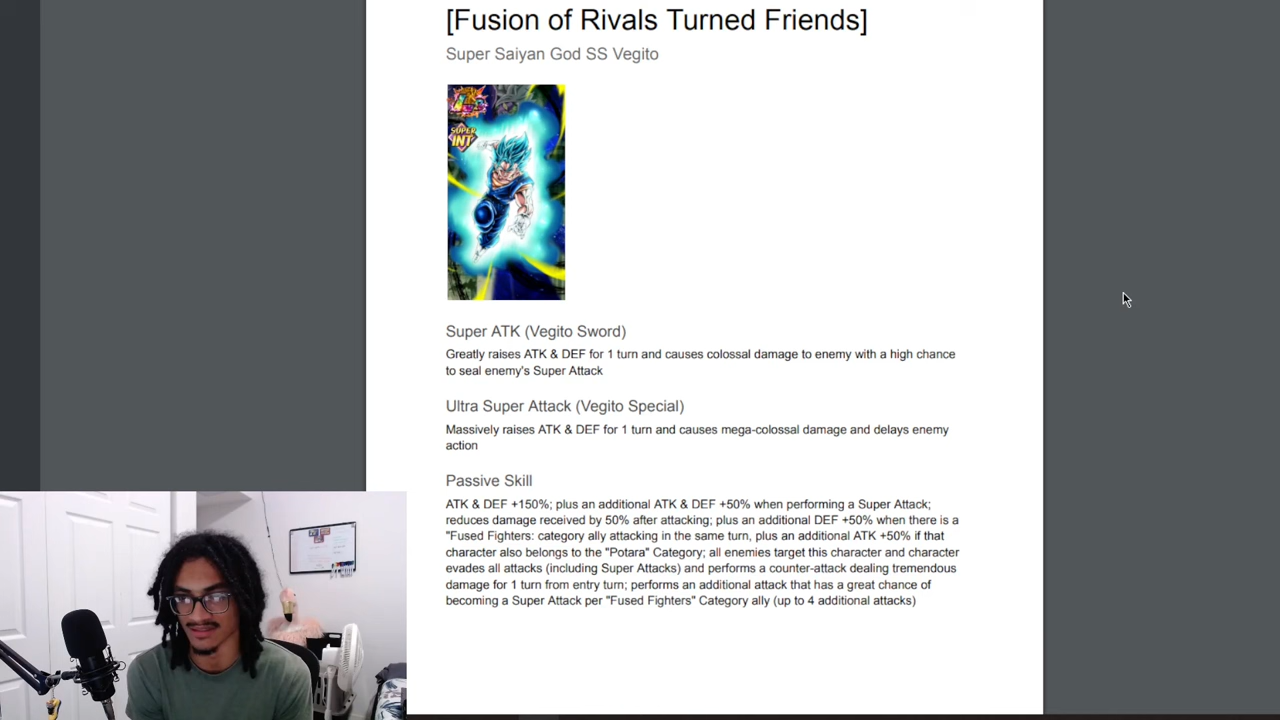 [Fusion of Rivals Turned Friends]
Super Saiyan God SS Vegito
SUPER
INT
Super ATK (Vegito Sword)
Greatly raises ATK & DEF for 1 turn and causes colossal damage to enemy with a high chance
to seal enemy's Super Attack
Ultra Super Attack (Vegito Special)
Massively raises ATK & DEF for 1 turn and causes mega-colossal damage and delays enemy
action
Passive Skill
ATK & DEF +150%; plus an additional ATK & DEF +50% when performing a Super Attack;
reduces damage received by 50% after attacking; plus an additional DEF +50% when there is a
"Fused Fighters: category ally attacking in the same turn, plus an additional ATK +50% if that
character also belongs to the "Potara" Category; all enemies target this character and character
evades all attacks (including Super Attacks) and performs a counter-attack dealing tremendous
damage for 1 turn from entry turn; performs an additional attack that has a great chance of
becoming a Super Attack per "Fused Fighters" Category ally (up to 4 additional attacks)